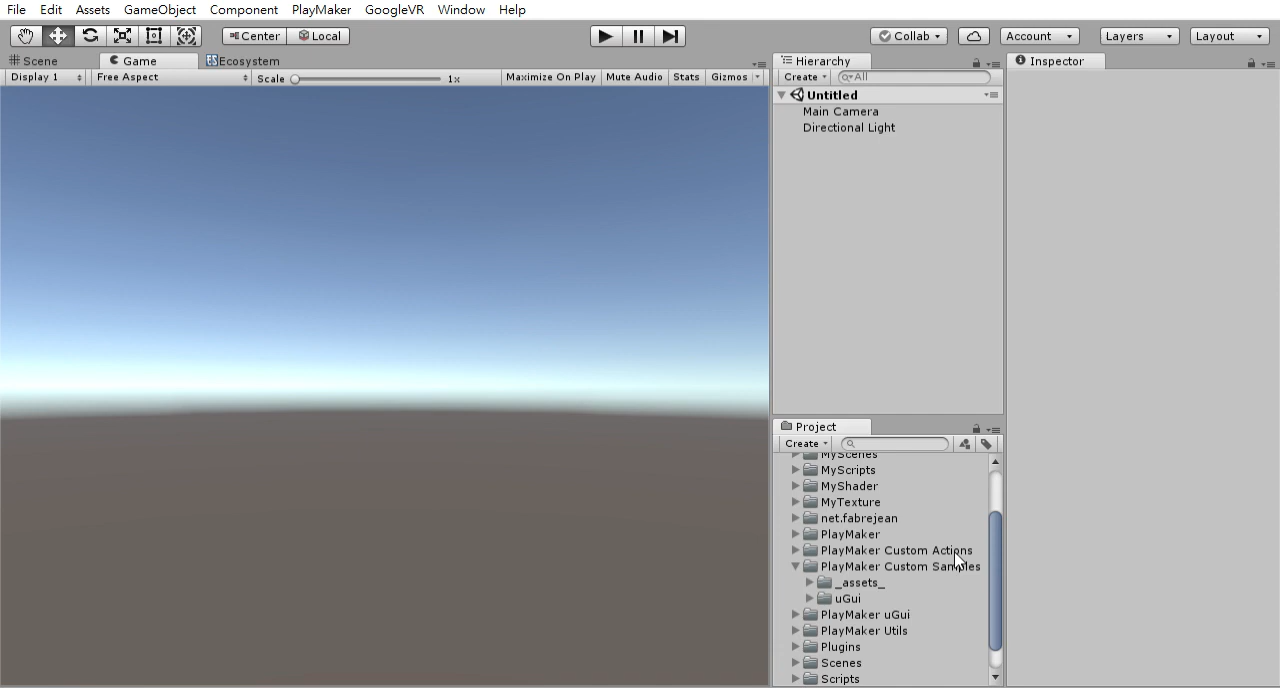 File Edit Assets GameObject Component PlayMaker GoogleVR Window Help
Center Local Collab Account Layers Layout
Scene Game Ecosystem
Display 1 Free Aspect Scale 1x Maximize On Play Mute Audio Stats Gizmos
Hierarchy
Create All
Untitled
Main Camera
Directional Light
Inspector
Project
Create
MyScenes
MyScripts
MyShader
MyTexture
net.fabrejean
PlayMaker
PlayMaker Custom Actions
PlayMaker Custom Samples
_assets_
uGui
PlayMaker uGui
PlayMaker Utils
Plugins
Scenes
Scripts